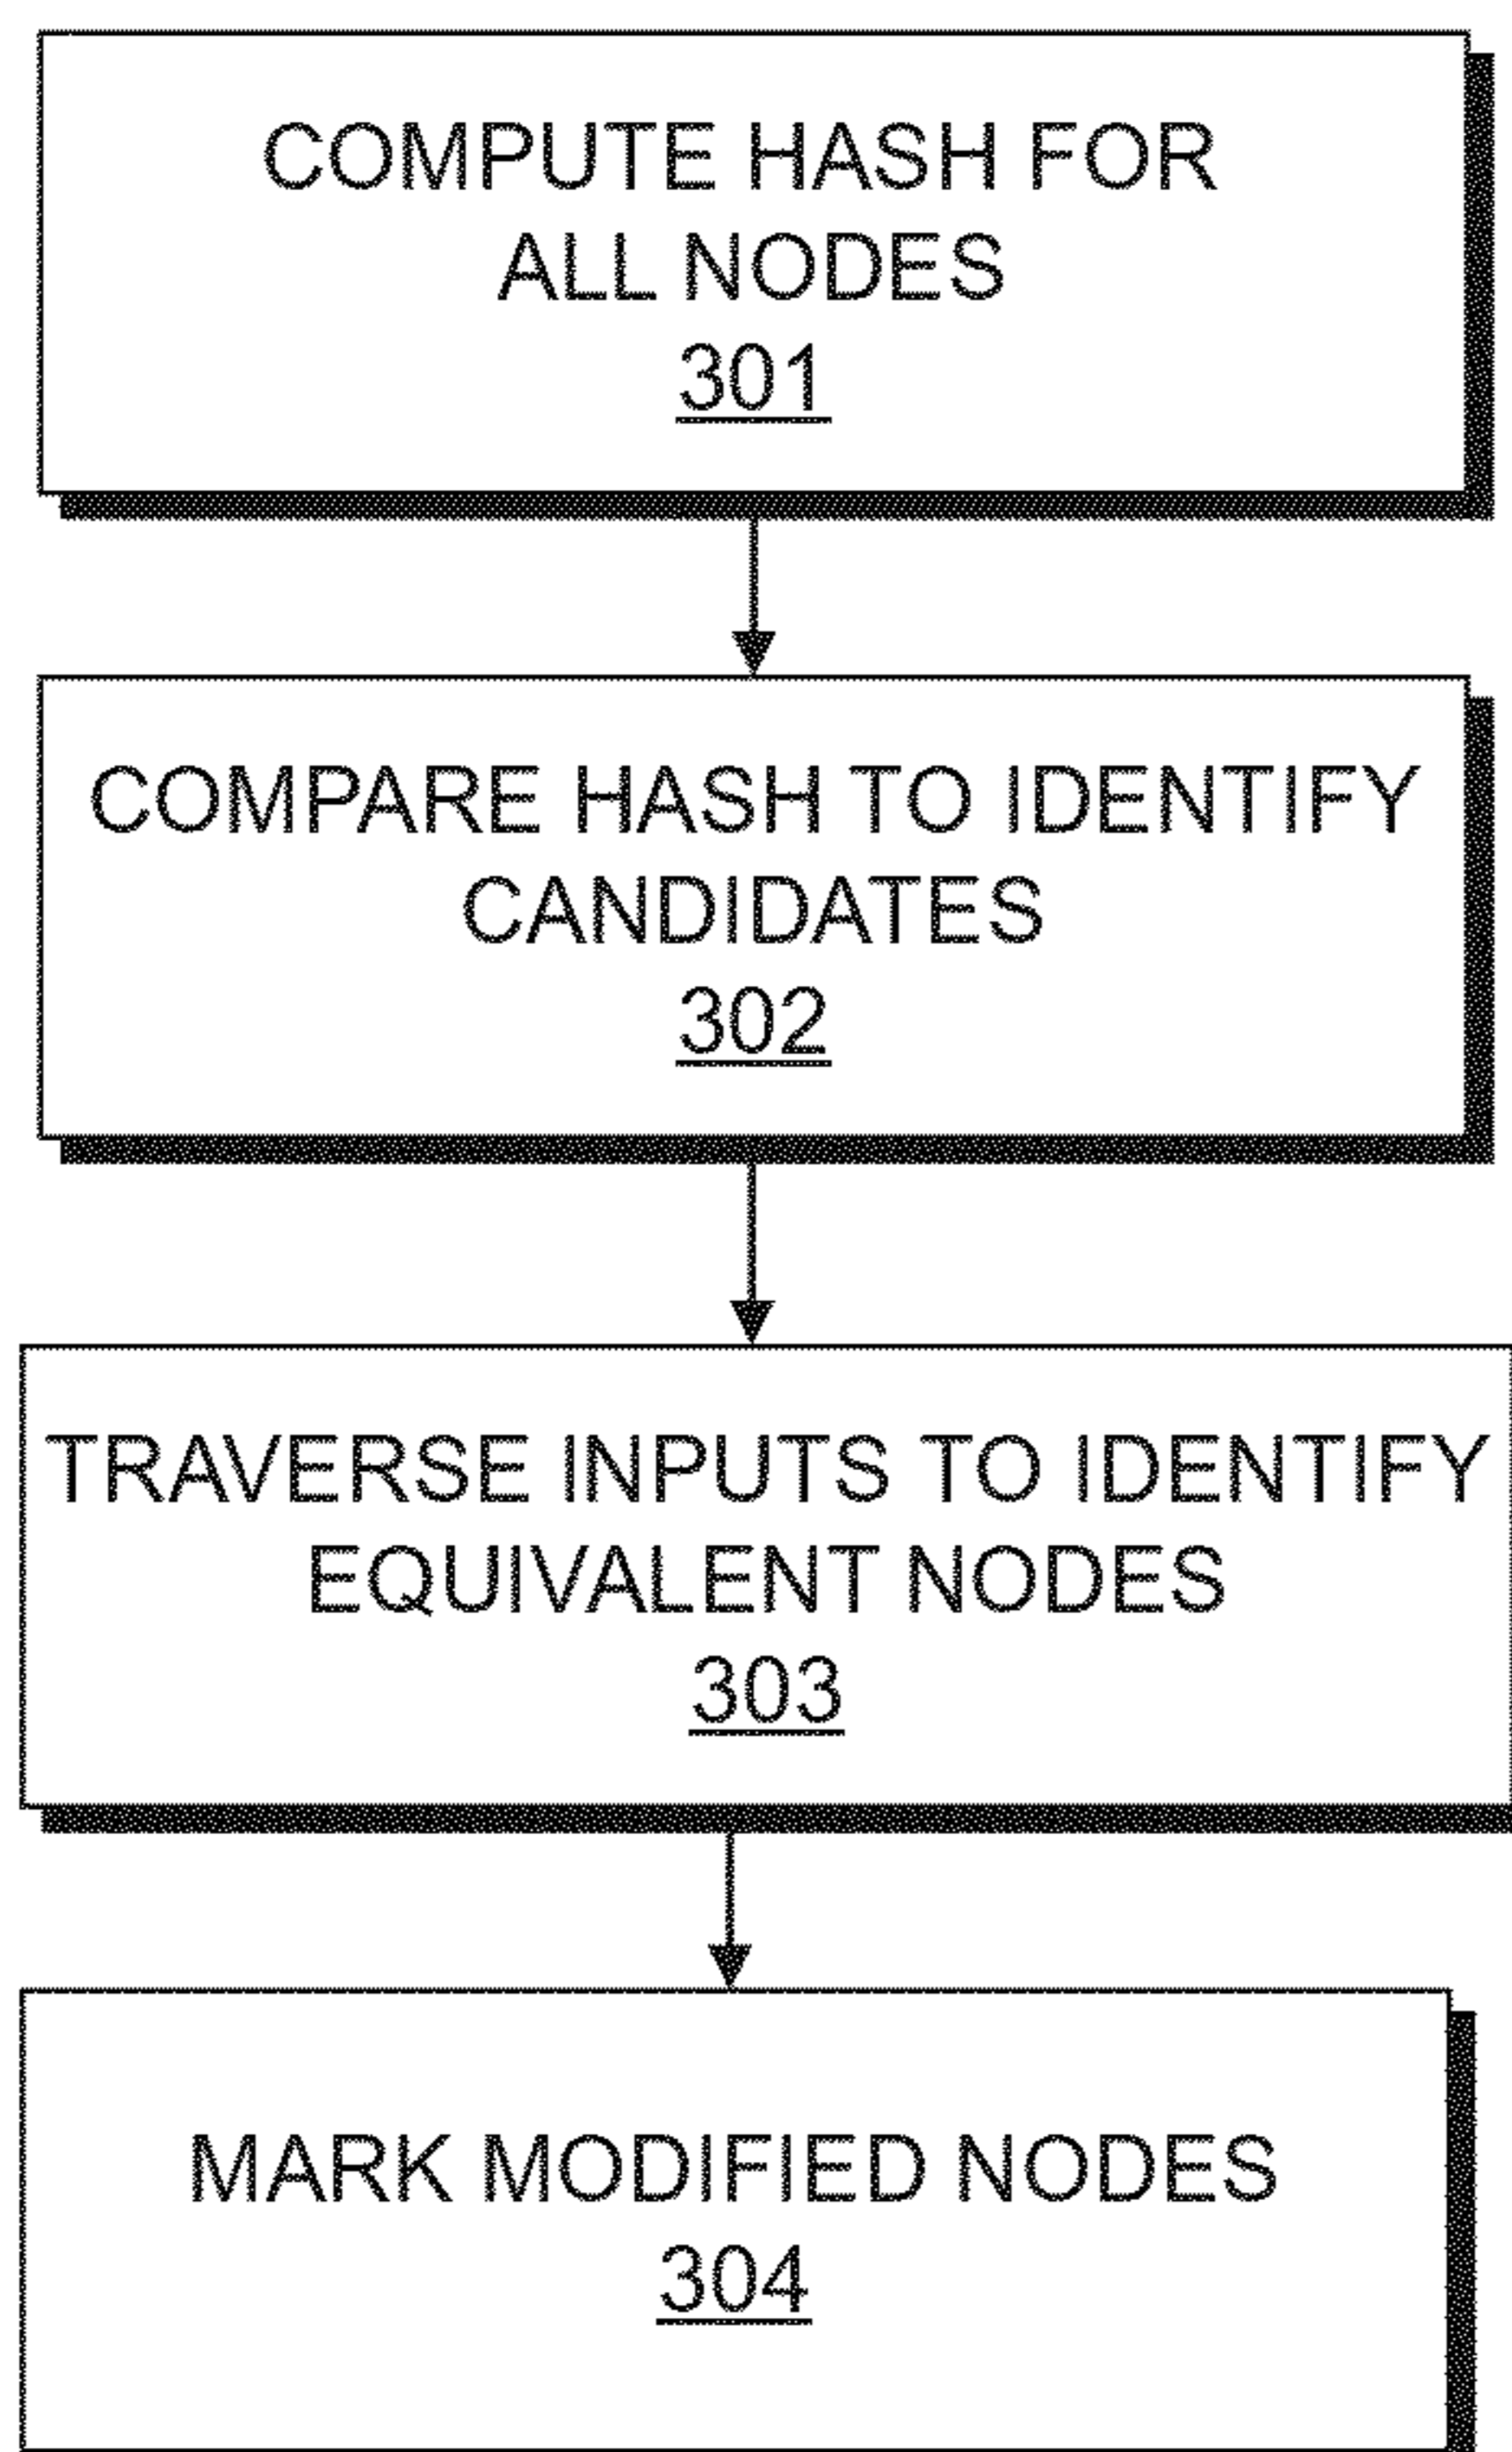 COMPUTE HASH FOR
ALL NODES
301
COMPARE HASH TO IDENTIFY
CANDIDATES
302
TRAVERSE INPUTS TO IDENTIFY
EQUIVALENT NODES
303
MARK MODIFIED NODES
304